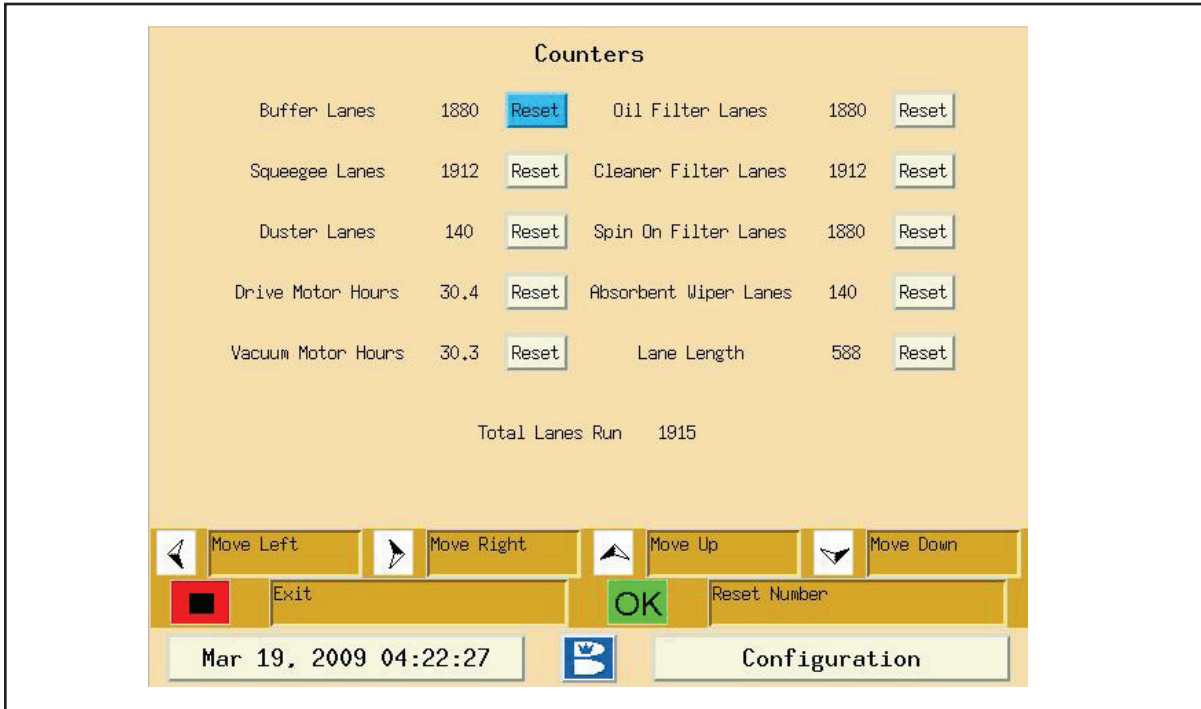 Counters
Buffer Lanes 1880 Reset Oil Filter Lanes 1880 Reset
Squeegee Lanes 1912 Reset Cleaner Filter Lanes 1912 Reset
Duster Lanes 140 Reset Spin On Filter Lanes 1880 Reset
Drive Motor Hours 30.4 Reset Absorbent Wiper Lanes 140 Reset
Vacuum Motor Hours 30.3 Reset Lane Length 588 Reset
Total Lanes Run 1915
Move Left Move Right Move Up Move Down
Exit OK Reset Number
Mar 19, 2009 04:22:27 B Configuration